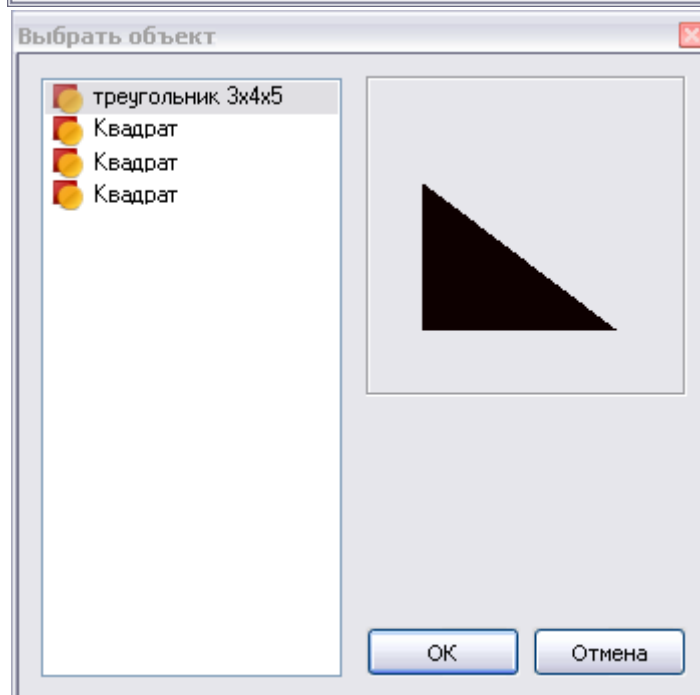 Выбрать объект
треугольник 3x4x5
Квадрат
Квадрат
Квадрат
OK
Отмена